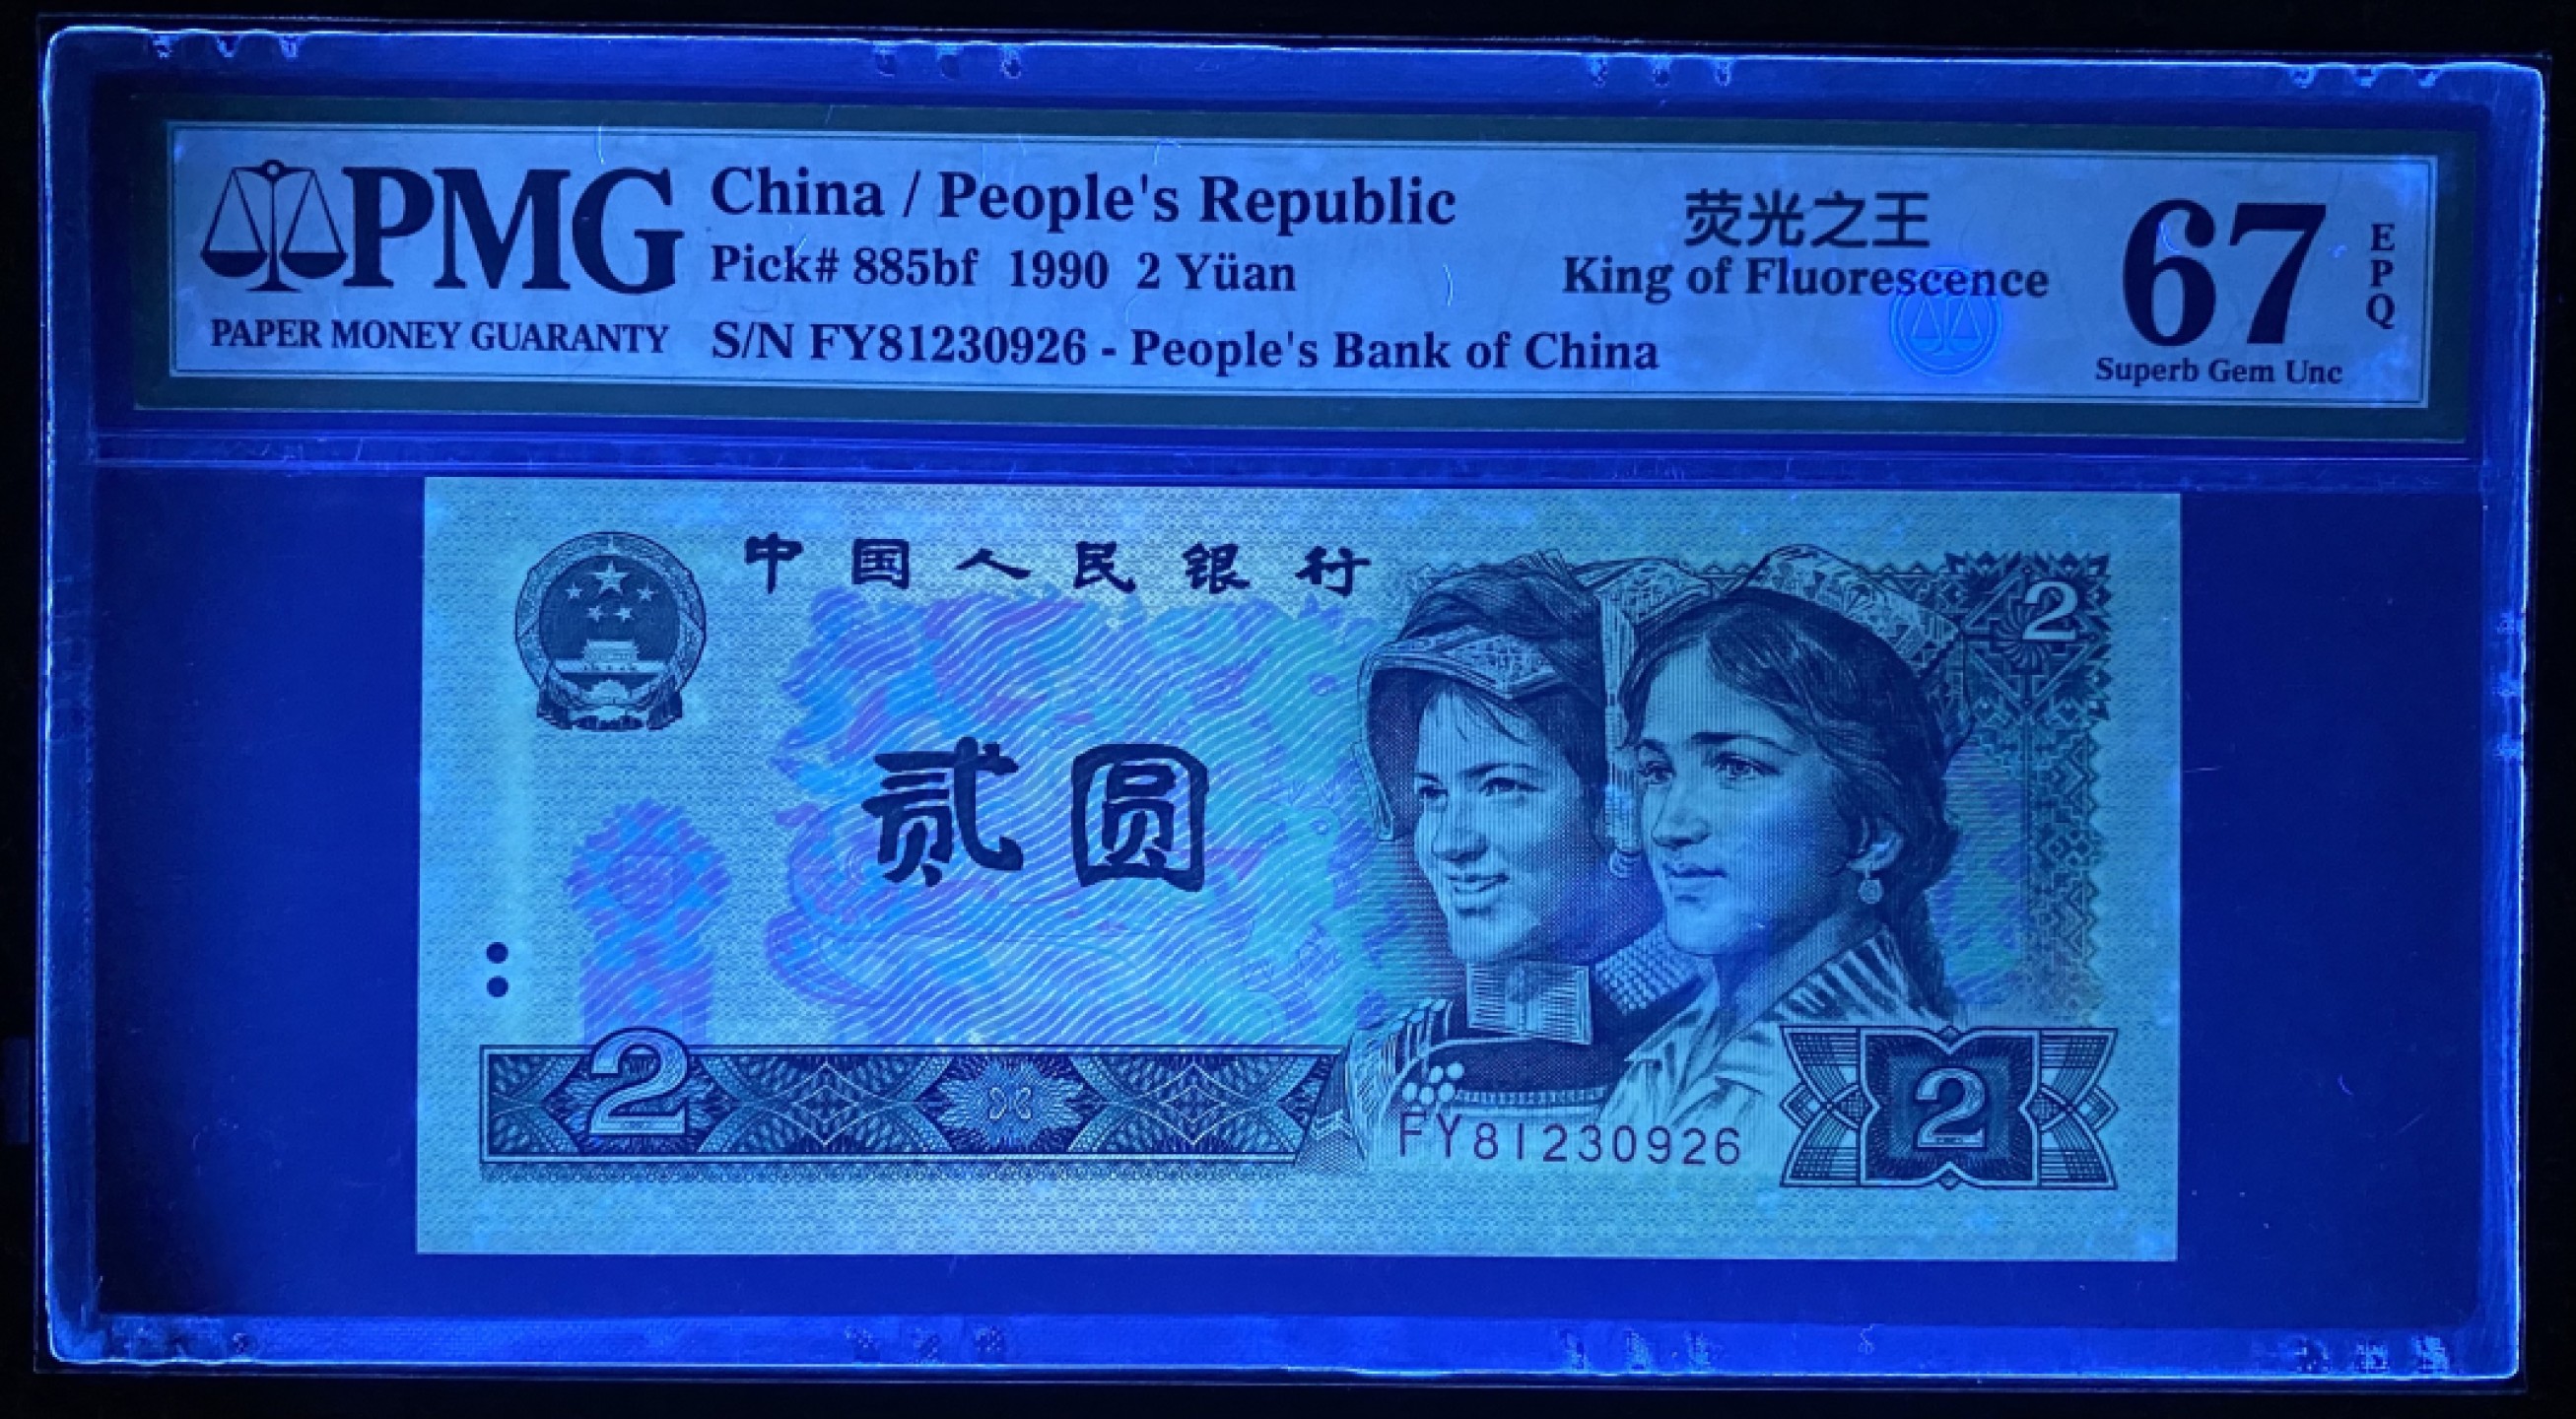 PMG
PAPER MONEY GUARANTY
China / People's Republic
Pick# 885bf 1990 2 Yüan
S/N FY81230926 - People's Bank of China
荧光之王
King of Fluorescence
67
EPQ
Superb Gem Unc
中国人民银行
2
贰圆
2
FY81230926
2